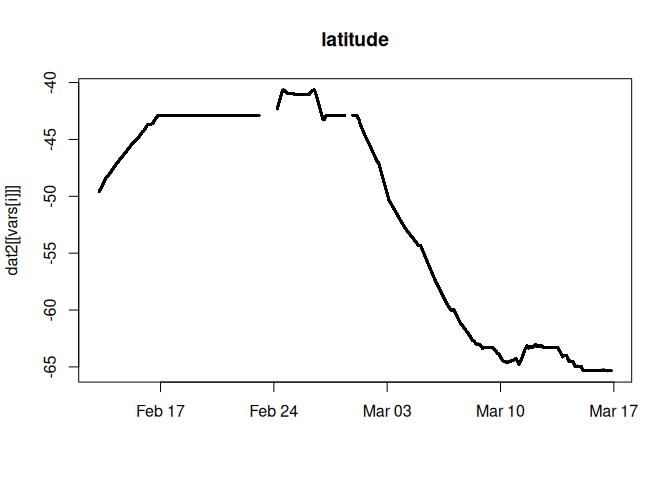 latitude
dat2[[vars[i]]]
-40
-45
-50
-55
-60
-65
Feb 17
Feb 24
Mar 03
Mar 10
Mar 17